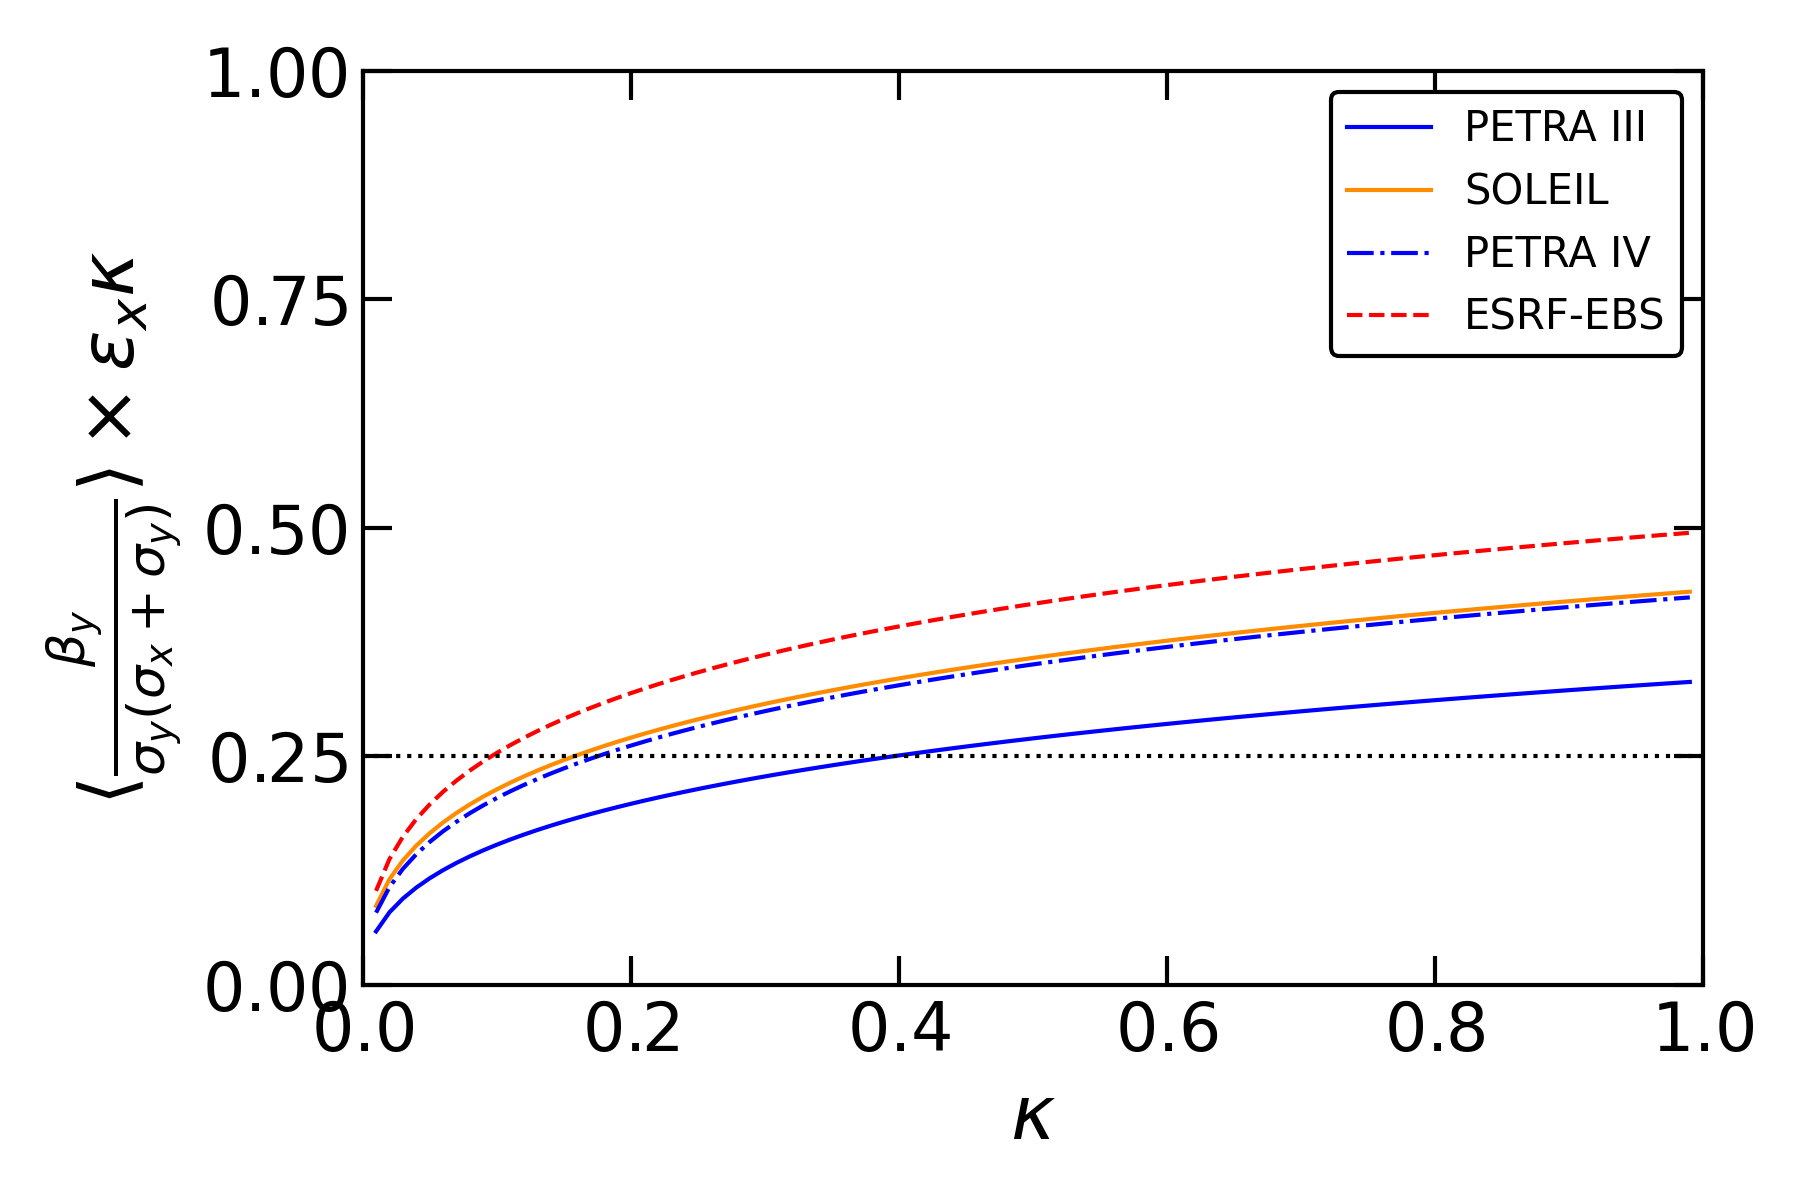 1.00
0.75
0.50
0.25
0.00
0.0 0.2 0.4 0.6 0.8 1.0
κ
⟨ β_y / σ_y(σ_x + σ_y) ⟩ × ε_x κ
PETRA III
SOLEIL
PETRA IV
ESRF-EBS